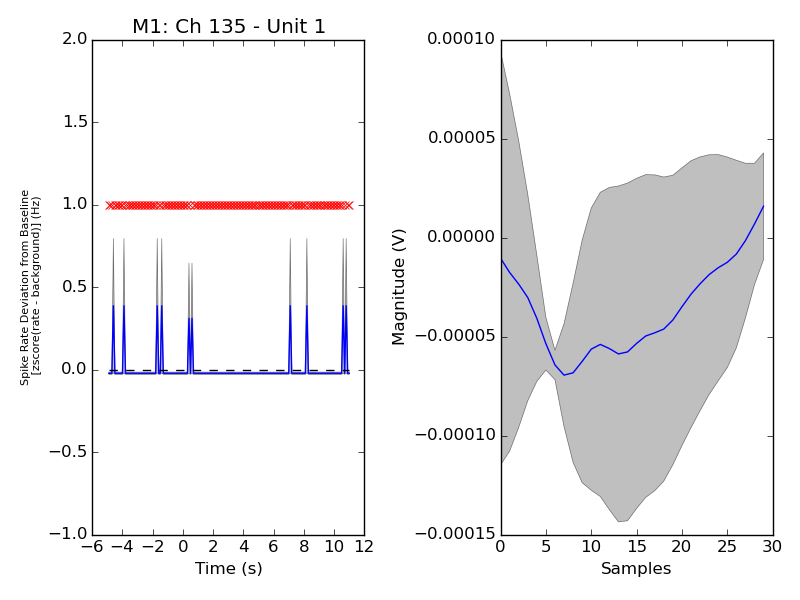 M1: Ch 135 - Unit 1
2.0
1.5
1.0
0.5
0.0
−0.5
−1.0
−6 −4 −2 0 2 4 6 8 10 12
Time (s)
Spike Rate Deviation from Baseline
[zscore(rate - background)] (Hz)
0.00010
0.00005
0.00000
−0.00005
−0.00010
−0.00015
0 5 10 15 20 25 30
Samples
Magnitude (V)